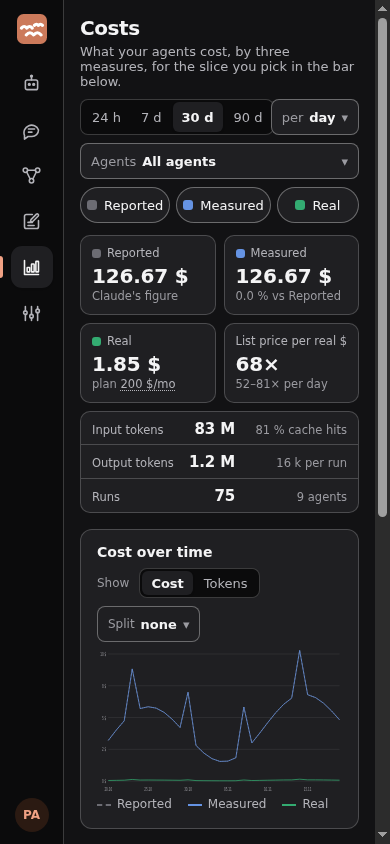 Costs
What your agents cost, by three
measures, for the slice you pick in the bar
below.
24 h 7 d 30 d 90 d per day
Agents All agents
Reported Measured Real
Reported Measured
126.67 $ 126.67 $
Claude's figure 0.0 % vs Reported
Real List price per real $
1.85 $ 68×
plan 200 $/mo 52–81× per day
Input tokens 83 M 81 % cache hits
Output tokens 1.2 M 16 k per run
Runs 75 9 agents
Cost over time
Show Cost Tokens
Split none
Reported Measured Real
PA